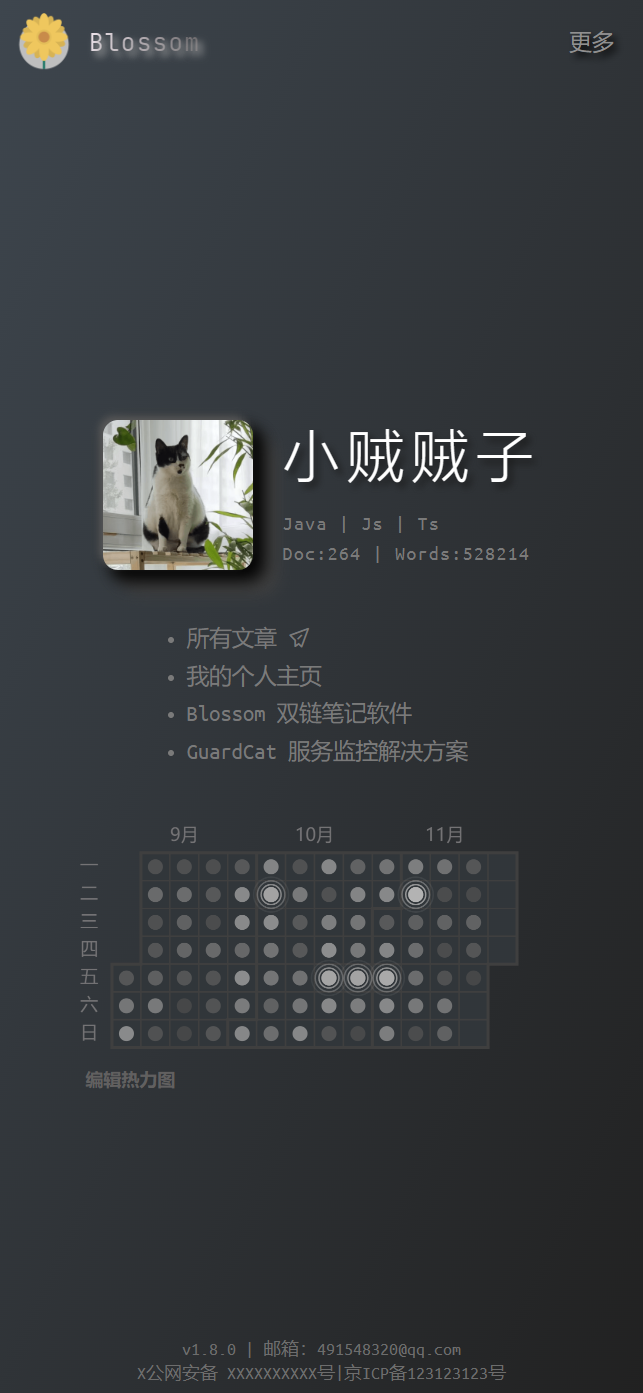 Blossom
更多
小贼贼子
Java | Js | Ts
Doc:264 | Words:528214
所有文章
我的个人主页
Blossom 双链笔记软件
GuardCat 服务监控解决方案
9月 10月 11月
一
二
三
四
五
六
日
编辑热力图
v1.8.0 | 邮箱: 491548320@qq.com
X公网安备 XXXXXXXXXX号|京ICP备123123123号